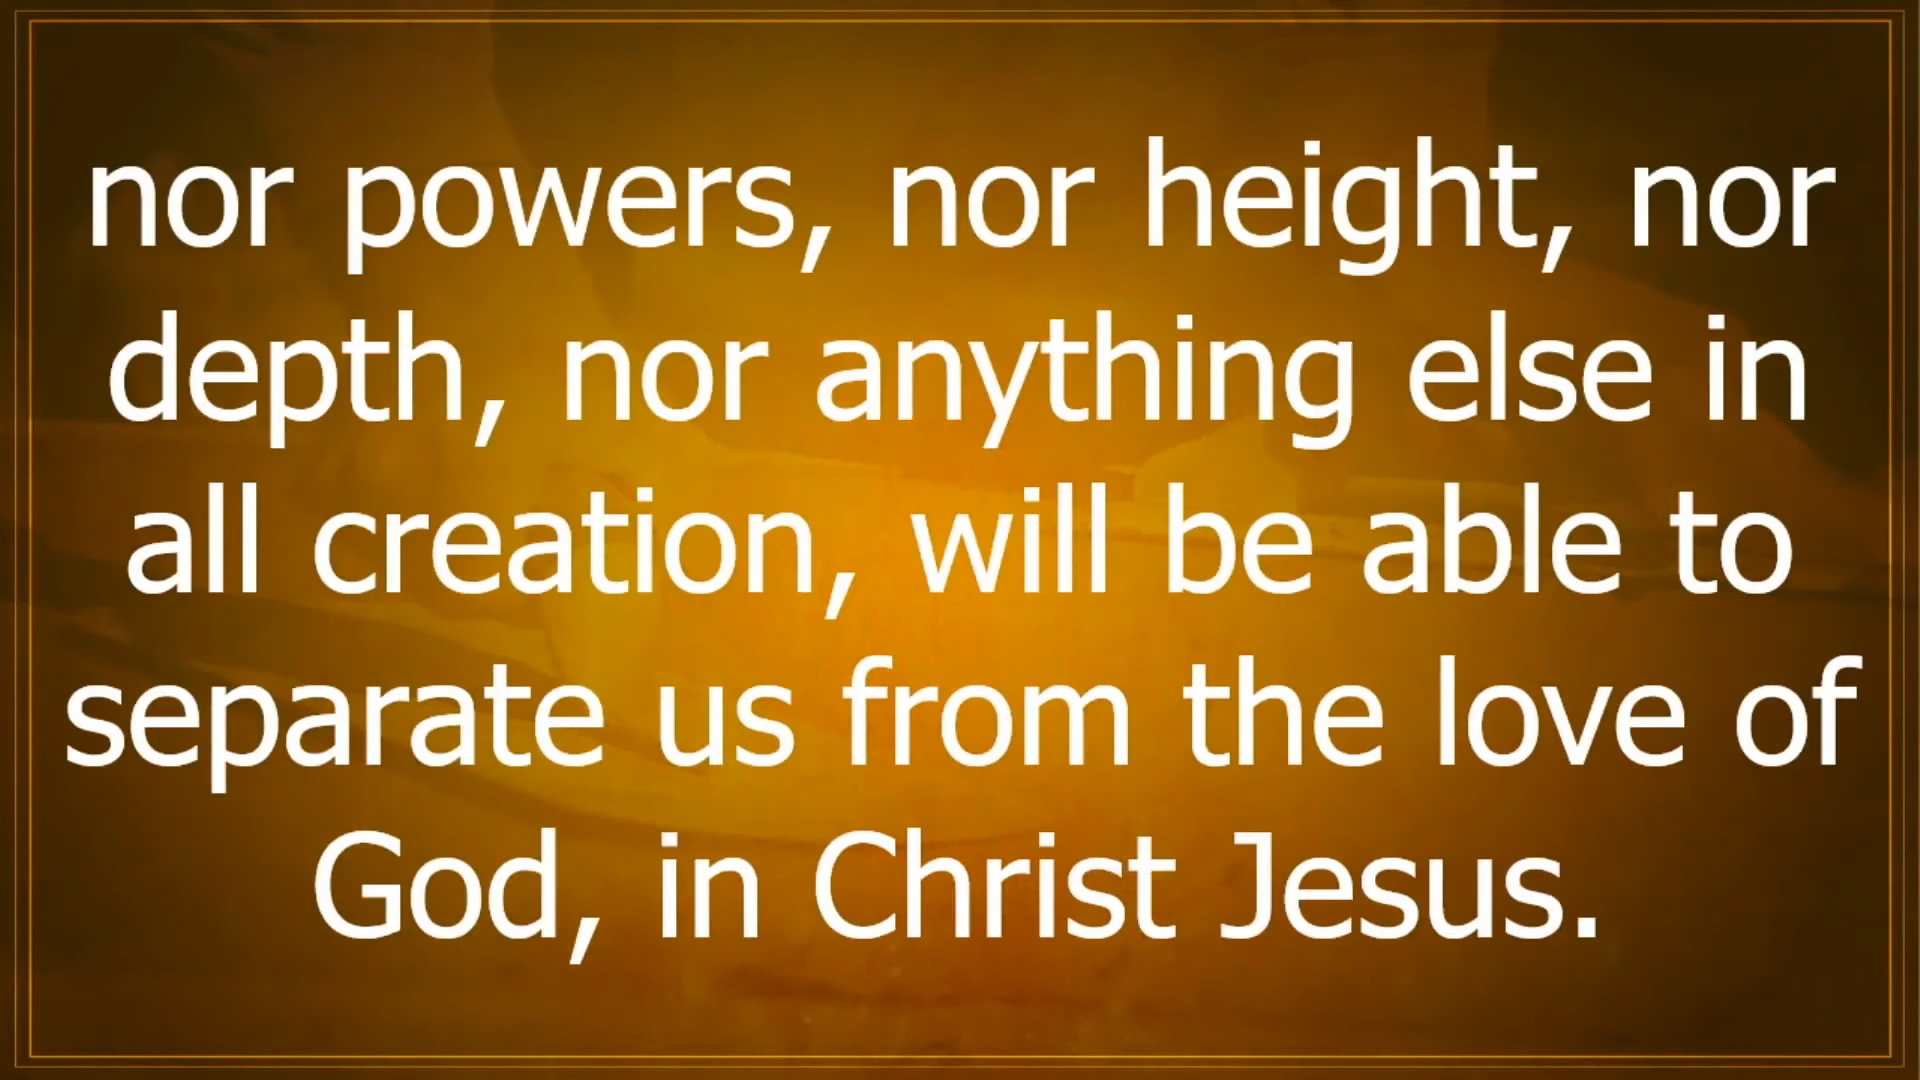 nor powers, nor height, nor
depth, nor anything else in
all creation, will be able to
separate us from the love of
God, in Christ Jesus.